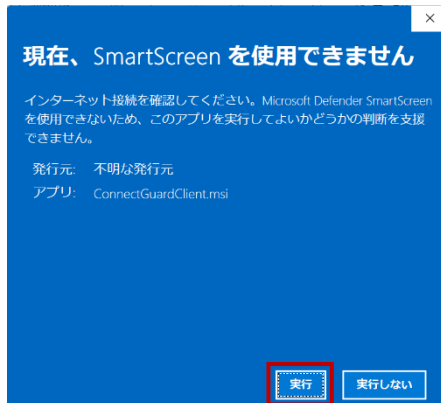 現在、SmartScreen を使用できません
インターネット接続を確認してください。Microsoft Defender SmartScreen
を使用できないため、このアプリを実行してよいかどうかの判断を支援
できません。
発行元: 不明な発行元
アプリ: ConnectGuardClient.msi
実行 実行しない